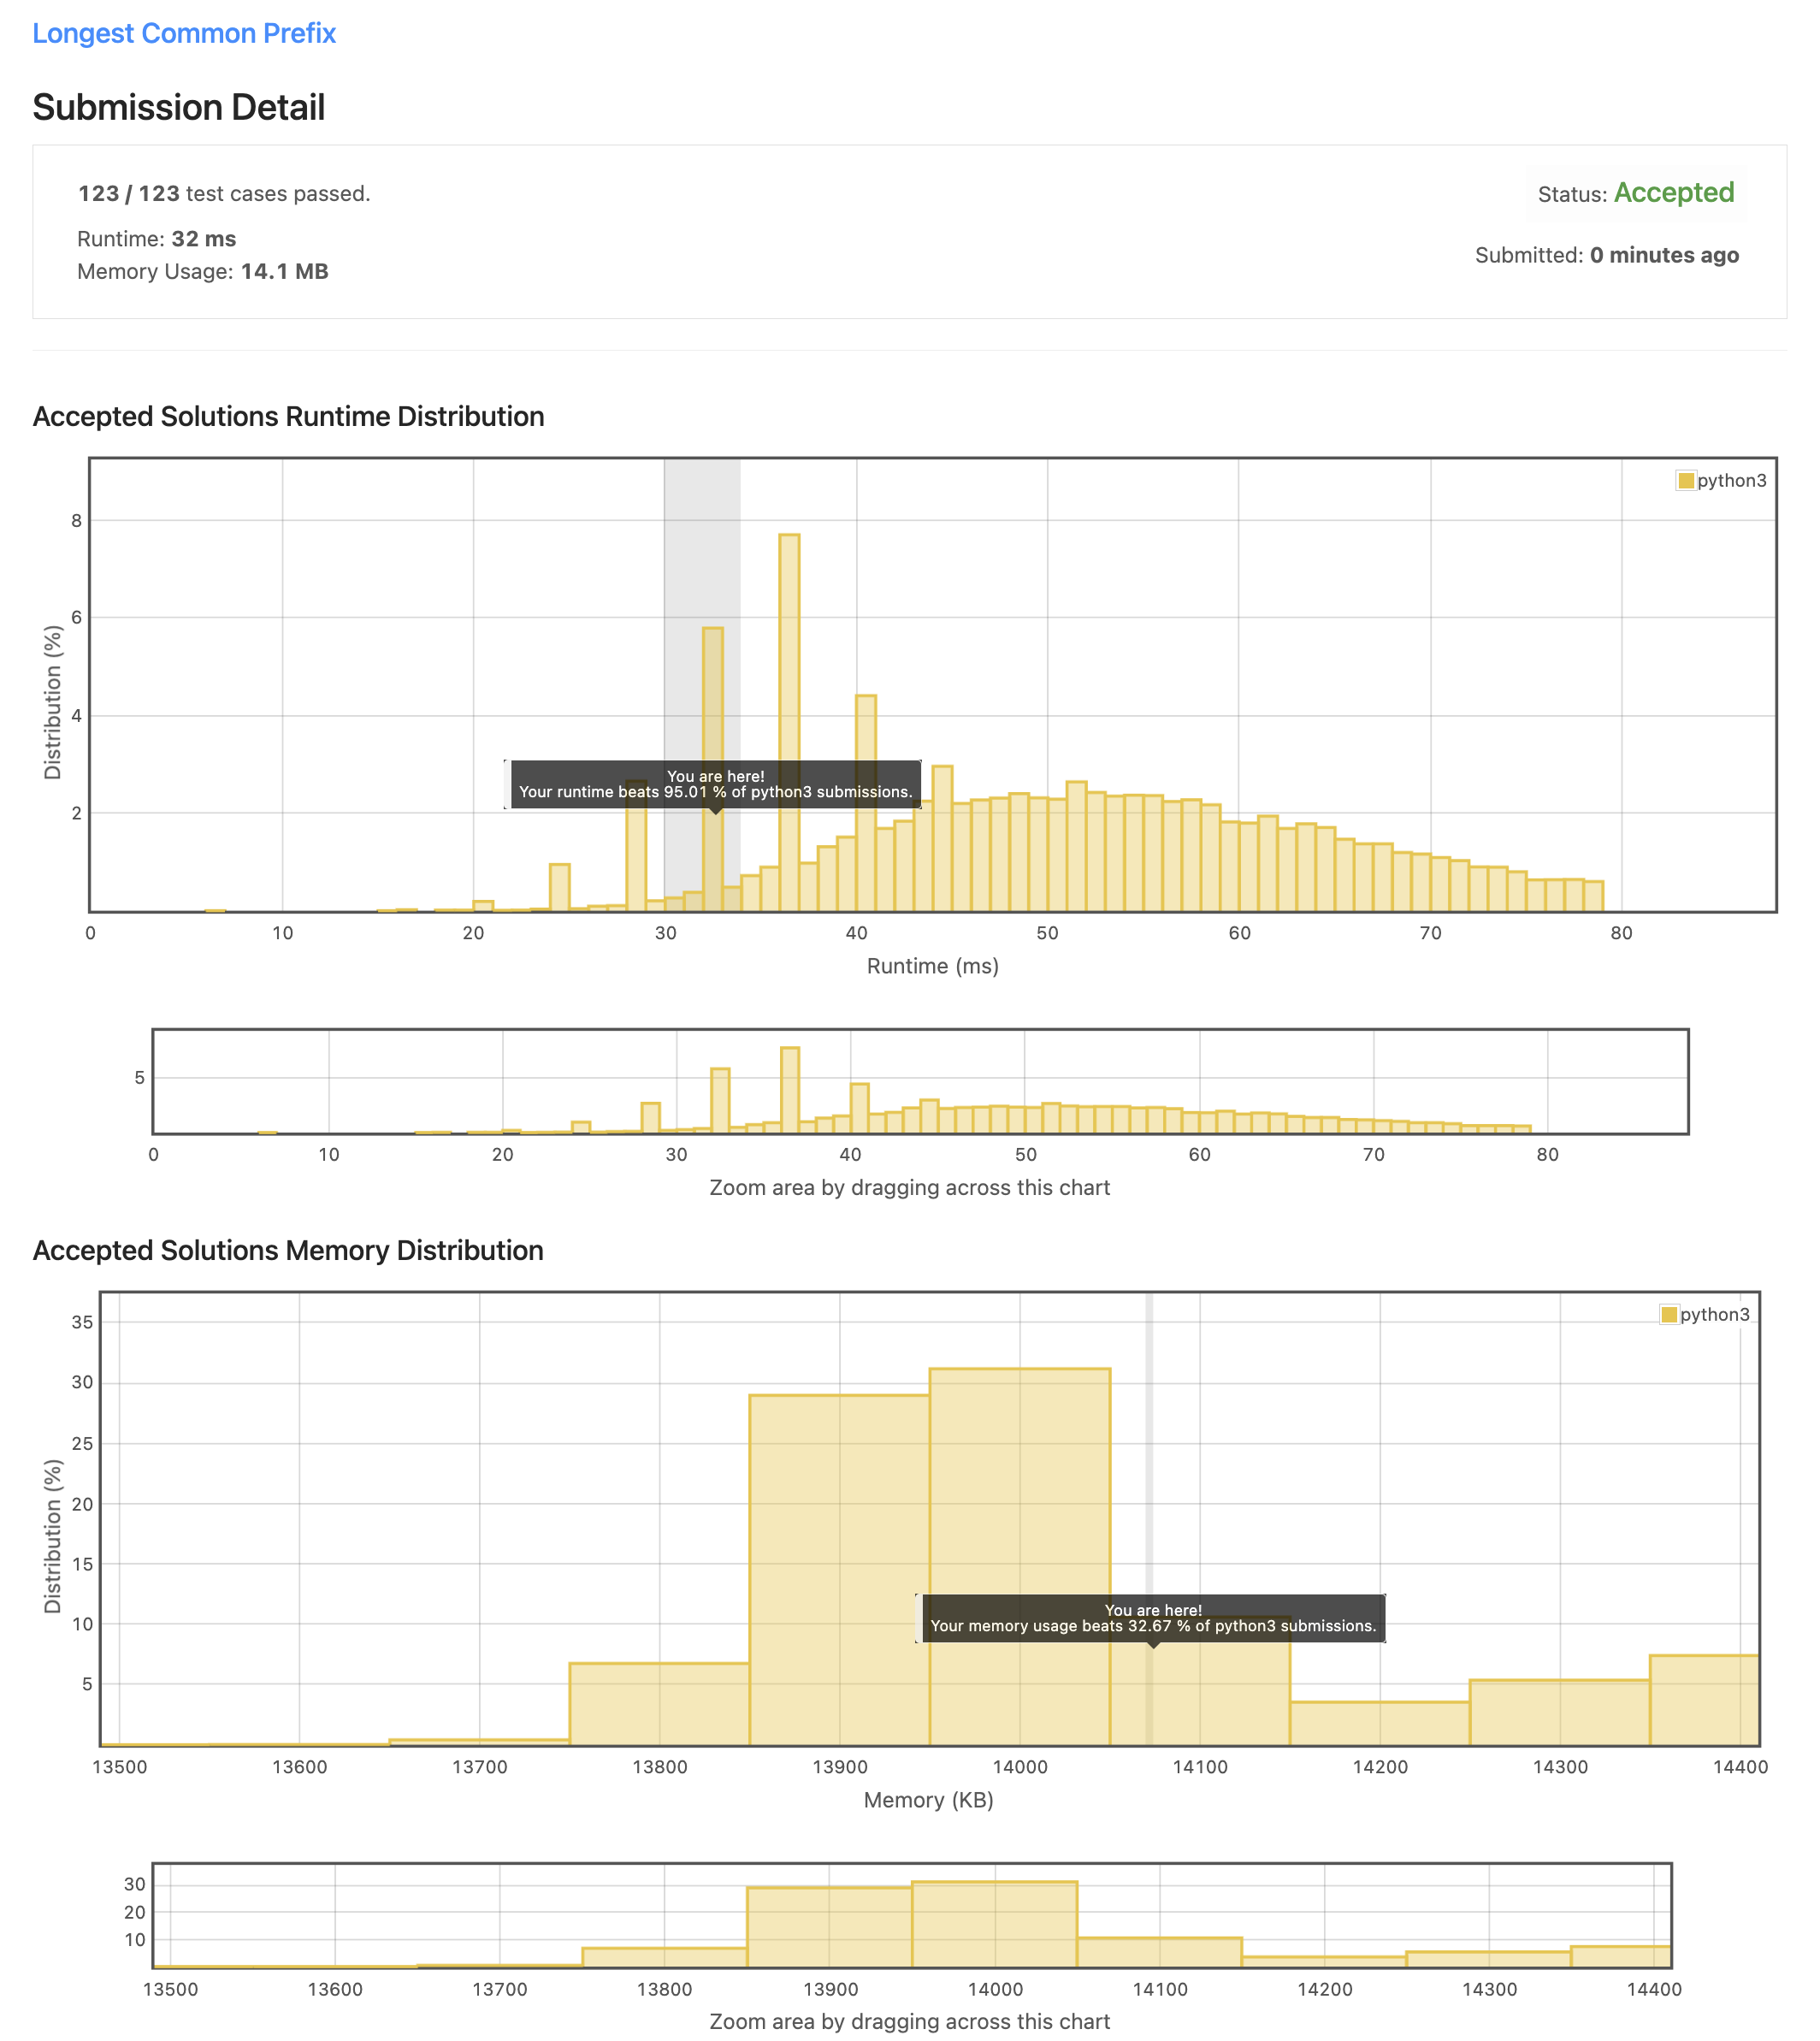 Longest Common Prefix
Submission Detail
123 / 123 test cases passed.
Status: Accepted
Runtime: 32 ms
Submitted: 0 minutes ago
Memory Usage: 14.1 MB
Accepted Solutions Runtime Distribution
python3
8
6
4
2
Distribution (%)
You are here!
Your runtime beats 95.01 % of python3 submissions.
0 10 20 30 40 50 60 70 80
Runtime (ms)
5
0 10 20 30 40 50 60 70 80
Zoom area by dragging across this chart
Accepted Solutions Memory Distribution
python3
35
30
25
20
15
10
5
Distribution (%)
You are here!
Your memory usage beats 32.67 % of python3 submissions.
13500 13600 13700 13800 13900 14000 14100 14200 14300 14400
Memory (KB)
30
20
10
13500 13600 13700 13800 13900 14000 14100 14200 14300 14400
Zoom area by dragging across this chart